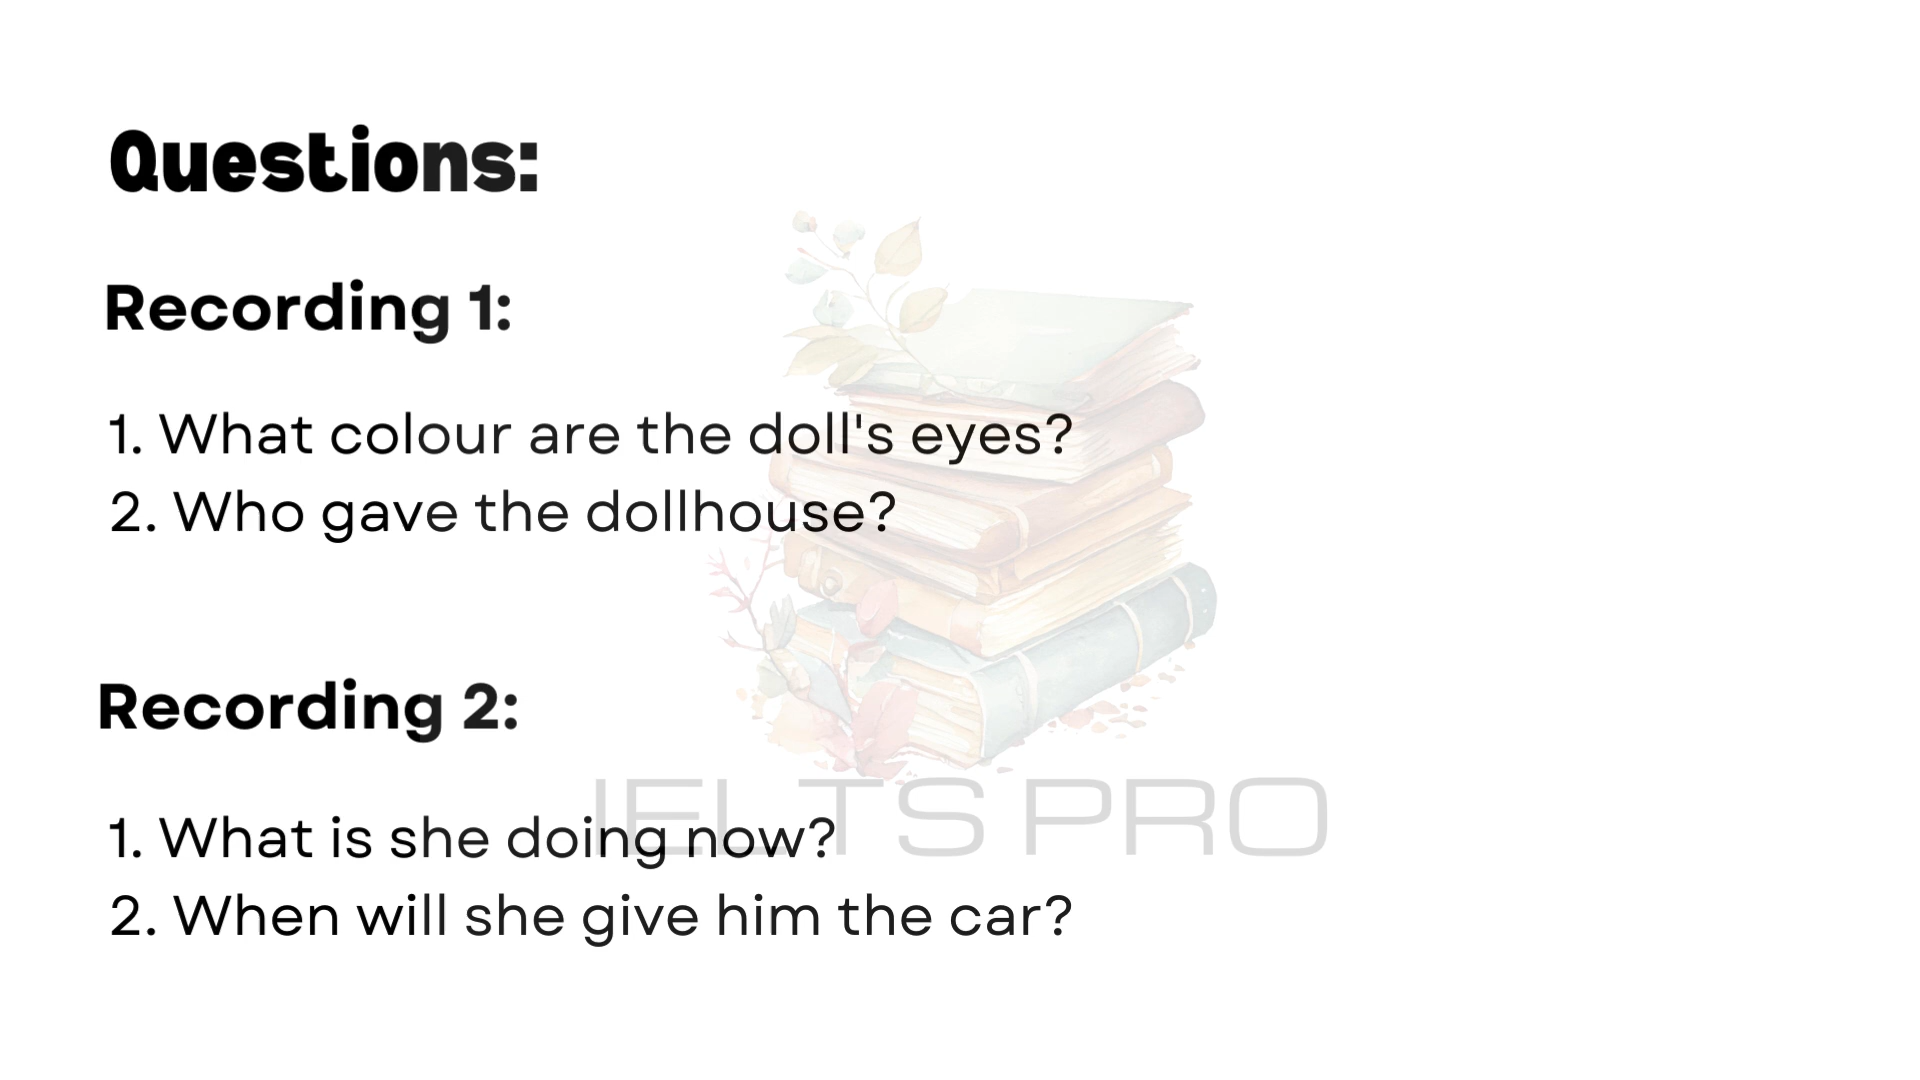 Questions:
Recording 1:
1. What colour are the doll's eyes?
2. Who gave the dollhouse?
Recording 2:
1. What is she doing now?
2. When will she give him the car?
IELTS PRO